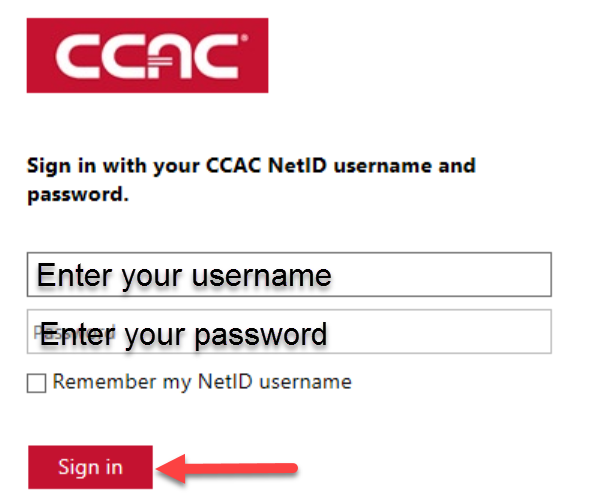 CCAC
Sign in with your CCAC NetID username and
password.
Enter your username
Enter your password
Remember my NetID username
Sign in